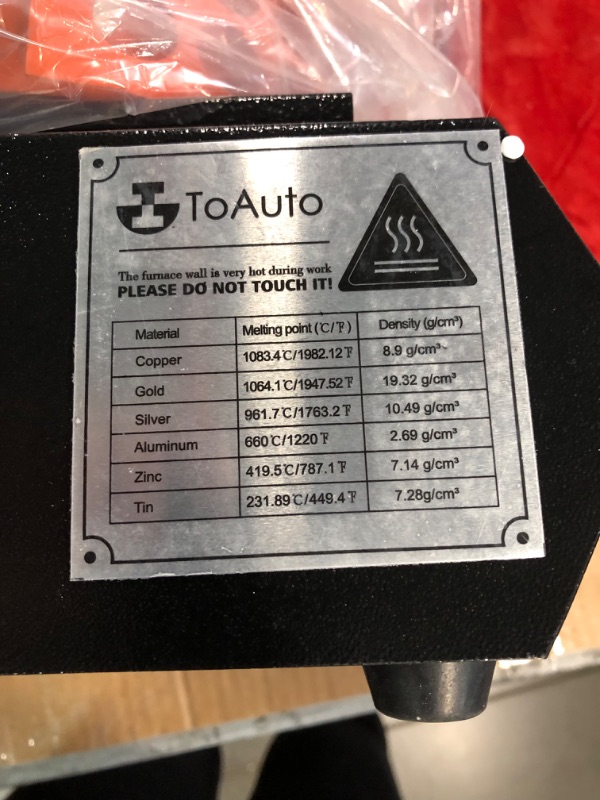 ToAuto
The furnace wall is very hot during work
PLEASE DO NOT TOUCH IT!
Material Melting point (℃/℉) Density (g/cm³)
Copper 1083.4℃/1982.12℉ 8.9 g/cm³
Gold 1064.1℃/1947.52℉ 19.32 g/cm³
Silver 961.7℃/1763.2℉ 10.49 g/cm³
Aluminum 660℃/1220℉ 2.69 g/cm³
Zinc 419.5℃/787.1℉ 7.14 g/cm³
Tin 231.89℃/449.4℉ 7.28g/cm³